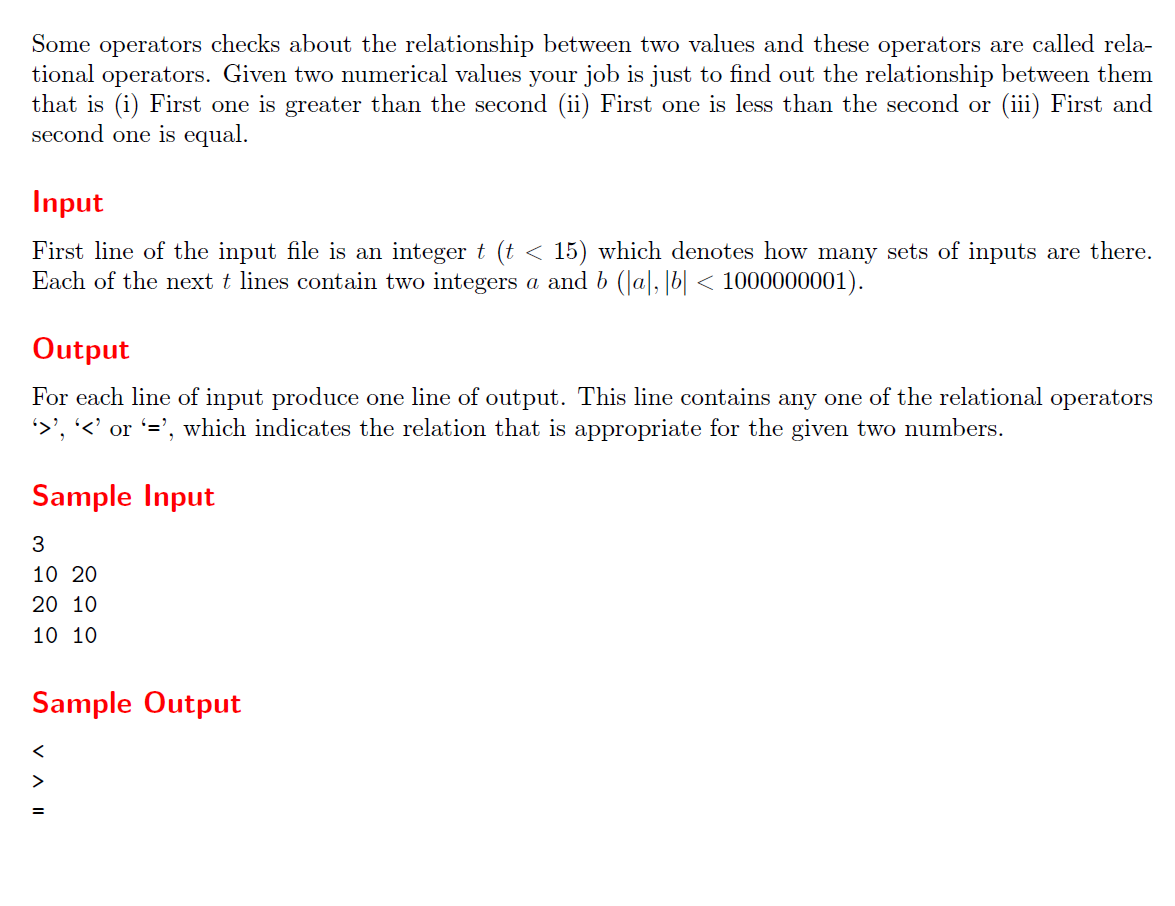 Some operators checks about the relationship between two values and these operators are called rela-
tional operators. Given two numerical values your job is just to find out the relationship between them
that is (i) First one is greater than the second (ii) First one is less than the second or (iii) First and
second one is equal.
Input
First line of the input file is an integer t (t < 15) which denotes how many sets of inputs are there.
Each of the next t lines contain two integers a and b (|a|, |b| < 1000000001).
Output
For each line of input produce one line of output. This line contains any one of the relational operators
‘>’, ‘<’ or ‘=’, which indicates the relation that is appropriate for the given two numbers.
Sample Input
3
10 20
20 10
10 10
Sample Output
<
>
=